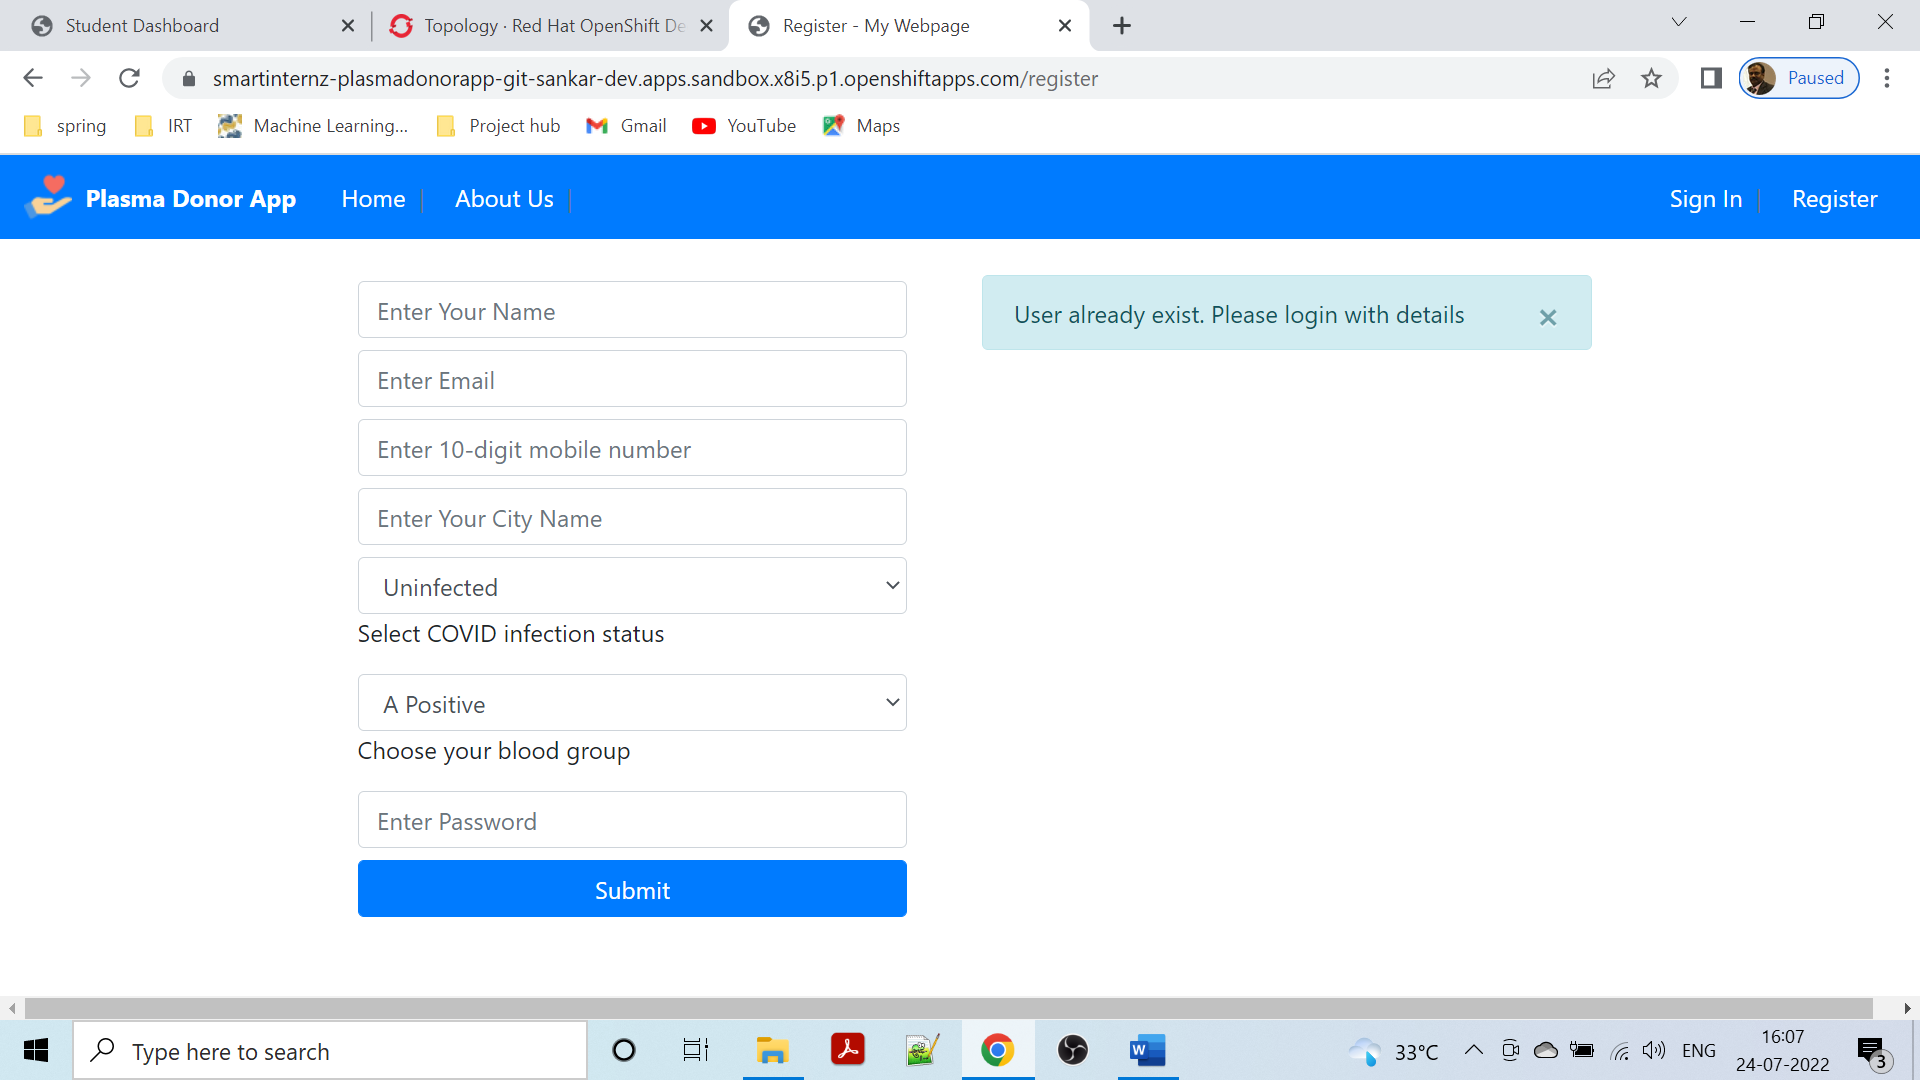 Student Dashboard
Topology · Red Hat OpenShift De
Register - My Webpage
smartinternz-plasmadonorapp-git-sankar-dev.apps.sandbox.x8i5.p1.openshiftapps.com/register
Paused
spring
IRT
Machine Learning...
Project hub
Gmail
YouTube
Maps
Plasma Donor App
Home
About Us
Sign In
Register
Enter Your Name
User already exist. Please login with details
Enter Email
Enter 10-digit mobile number
Enter Your City Name
Uninfected
Select COVID infection status
A Positive
Choose your blood group
Enter Password
Submit
Type here to search
W
33°C
ENG
16:07
24-07-2022
3